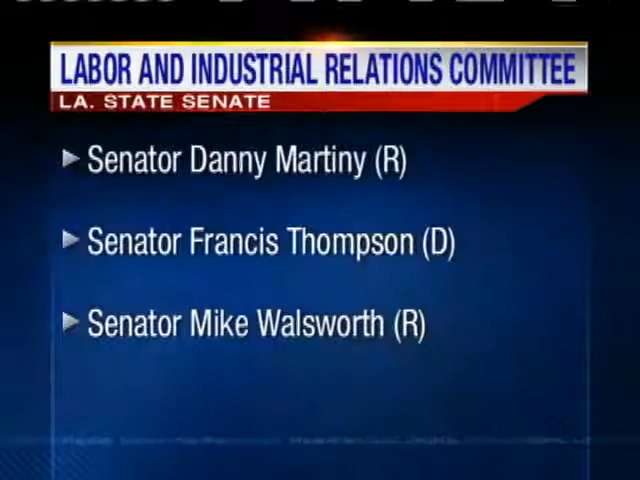 LABOR AND INDUSTRIAL RELATIONS COMMITTEE
LA. STATE SENATE
Senator Danny Martiny (R)
Senator Francis Thompson (D)
Senator Mike Walsworth (R)